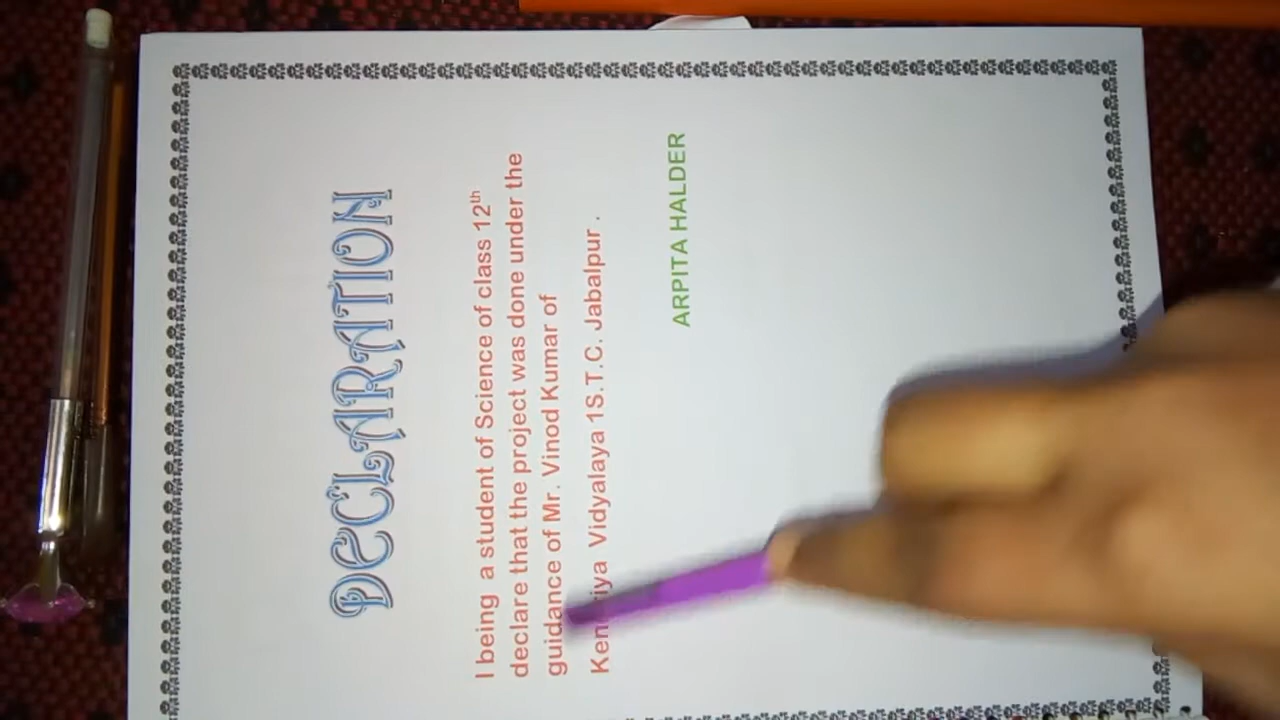 DECLARATION
I being a student of Science of class 12th
declare that the project was done under the
guidance of Mr. Vinod Kumar of
Vidyalaya 1S.T.C. Jabalpur .
ARPITA HALDER